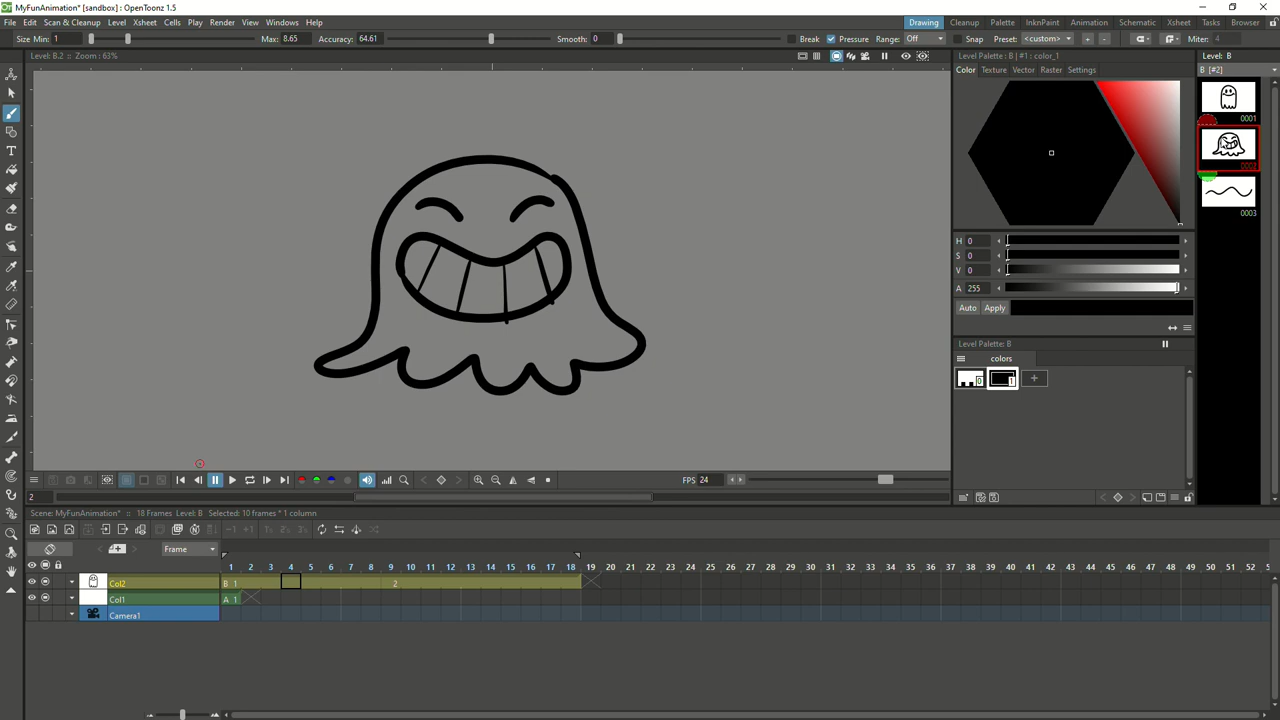 MyFunAnimation* [sandbox] : OpenToonz 1.5
File Edit Scan & Cleanup Level Xsheet Cells Play Render View Windows Help
Drawing Cleanup Palette InknPaint Animation Schematic Xsheet Tasks Browser
Size Min: 1 Max: 8.65 Accuracy: 64.61 Smooth: 0 Break Pressure Range: Off Snap Preset: <custom> + - Miter: 4
Level: B.2 :: Zoom : 63%
Level Palette: B | #1 : color_1
Level: B
Color Texture Vector Raster Settings
B [#2]
0001
0002
0003
H 0
S 0
V 0
A 255
Auto Apply
Level Palette: B
colors
0 1 +
FPS 24
2
Scene: MyFunAnimation* :: 18 Frames Level: B Selected: 10 frames * 1 column
Frame
1 2 3 4 5 6 7 8 9 10 11 12 13 14 15 16 17 18 19 20 21 22 23 24 25 26 27 28 29 30 31 32 33 34 35 36 37 38 39 40 41 42 43 44 45 46 47 48 49 50 51 52 53
Col2 B 1 2
Col1 A 1
Camera1